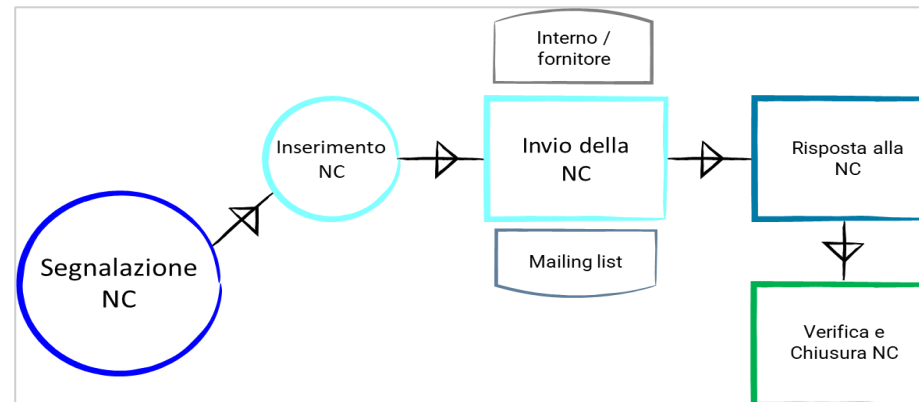 Segnalazione
NC
Inserimento
NC
Interno /
fornitore
Invio della
NC
Mailing list
Risposta alla
NC
Verifica e
Chiusura NC